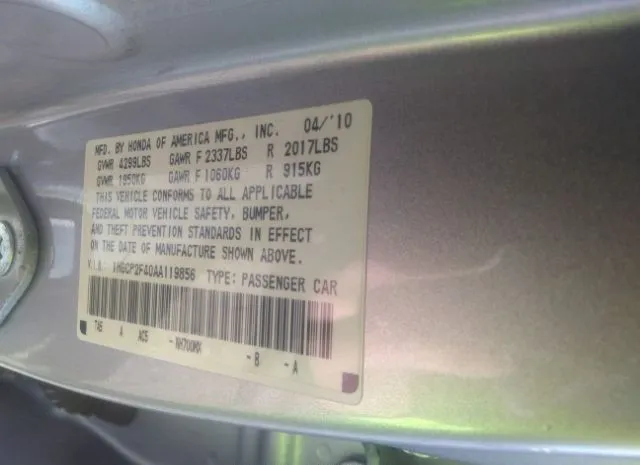 MFD. BY HONDA OF AMERICA MFG., INC. 04/'10
GVWR 4299LBS GAWR F 2337LBS R 2017LBS
GVWR 1950KG GAWR F 1060KG R 915KG
THIS VEHICLE CONFORMS TO ALL APPLICABLE
FEDERAL MOTOR VEHICLE SAFETY, BUMPER,
AND THEFT PREVENTION STANDARDS IN EFFECT
ON THE DATE OF MANUFACTURE SHOWN ABOVE.
V.I.N. 1HGCP2F40AA119856 TYPE: PASSENGER CAR
A AC5 - NH700MX - B - A